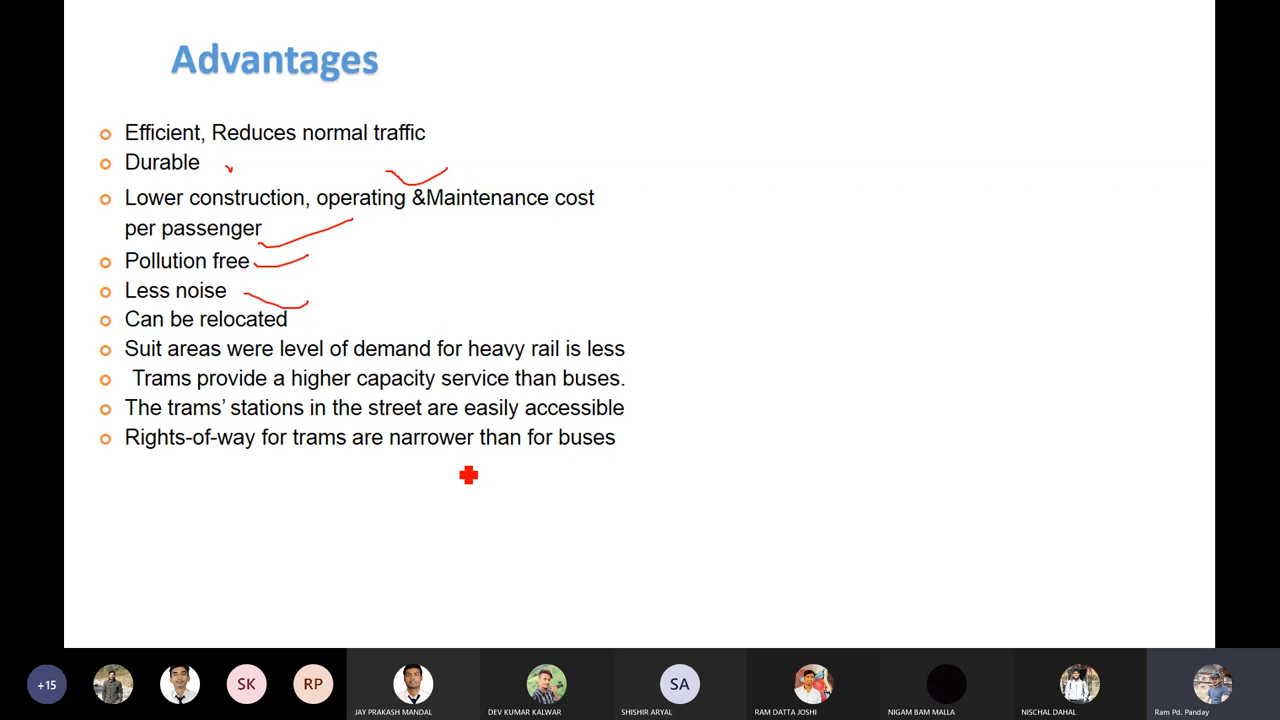 Advantages
Efficient, Reduces normal traffic
Durable
Lower construction, operating &Maintenance cost
per passenger
Pollution free
Less noise
Can be relocated
Suit areas were level of demand for heavy rail is less
Trams provide a higher capacity service than buses.
The trams’ stations in the street are easily accessible
Rights-of-way for trams are narrower than for buses
+15
SK
RP
JAY PRAKASH MANDAL
DEV KUMAR KALWAR
SA
SHISHIR ARYAL
RAM DATTA JOSHI
NIGAM BAM MALLA
NISCHAL DAHAL
Ram Pd. Panday